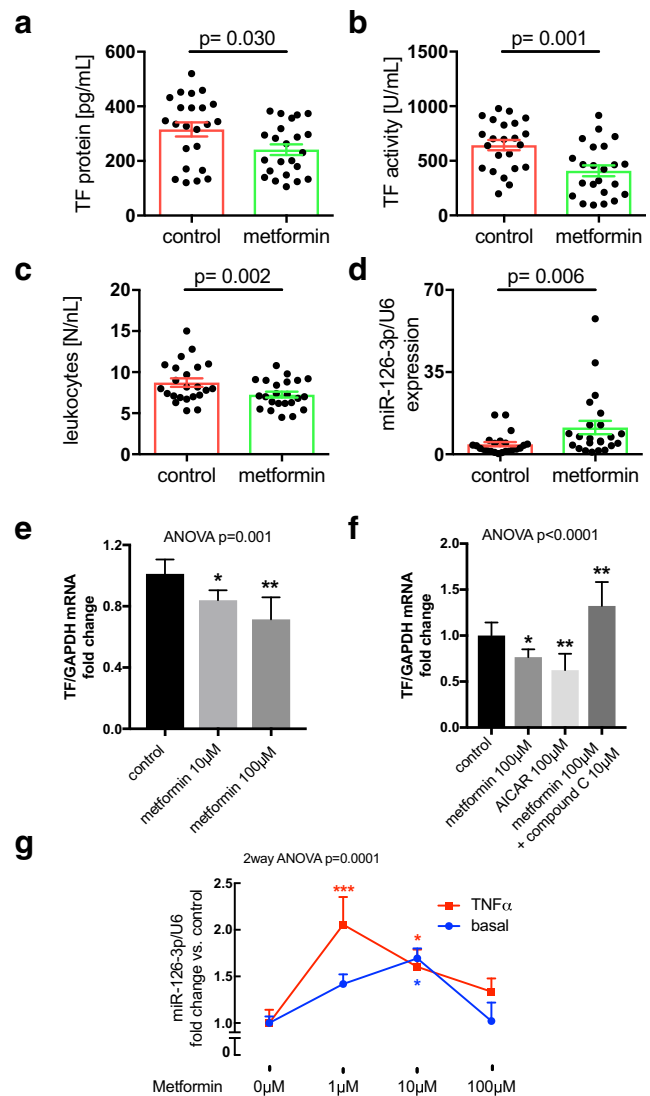 a
p= 0.030
TF protein [pg/mL]
600
400
200
0
control
metformin
b
p= 0.001
TF activity [U/mL]
1500
1000
500
0
control
metformin
c
p= 0.002
leukocytes [N/nL]
20
15
10
5
0
control
metformin
d
p= 0.006
miR-126-3p/U6
expression
70
35
0
control
metformin
e
ANOVA p=0.001
TF/GAPDH mRNA
fold change
1.2
0.8
0.4
0.0
*
**
control
metformin 10µM
metformin 100µM
f
ANOVA p<0.0001
TF/GAPDH mRNA
fold change
2.0
1.5
1.0
0.5
0.0
*
**
**
control
metformin 100µM
AICAR 100µM
metformin 100µM
+ compound C 10µM
g
2way ANOVA p=0.0001
miR-126-3p/U6
fold change vs. control
2.5
2.0
1.5
1.0
0
***
*
*
TNFα
basal
Metformin
0µM
1µM
10µM
100µM